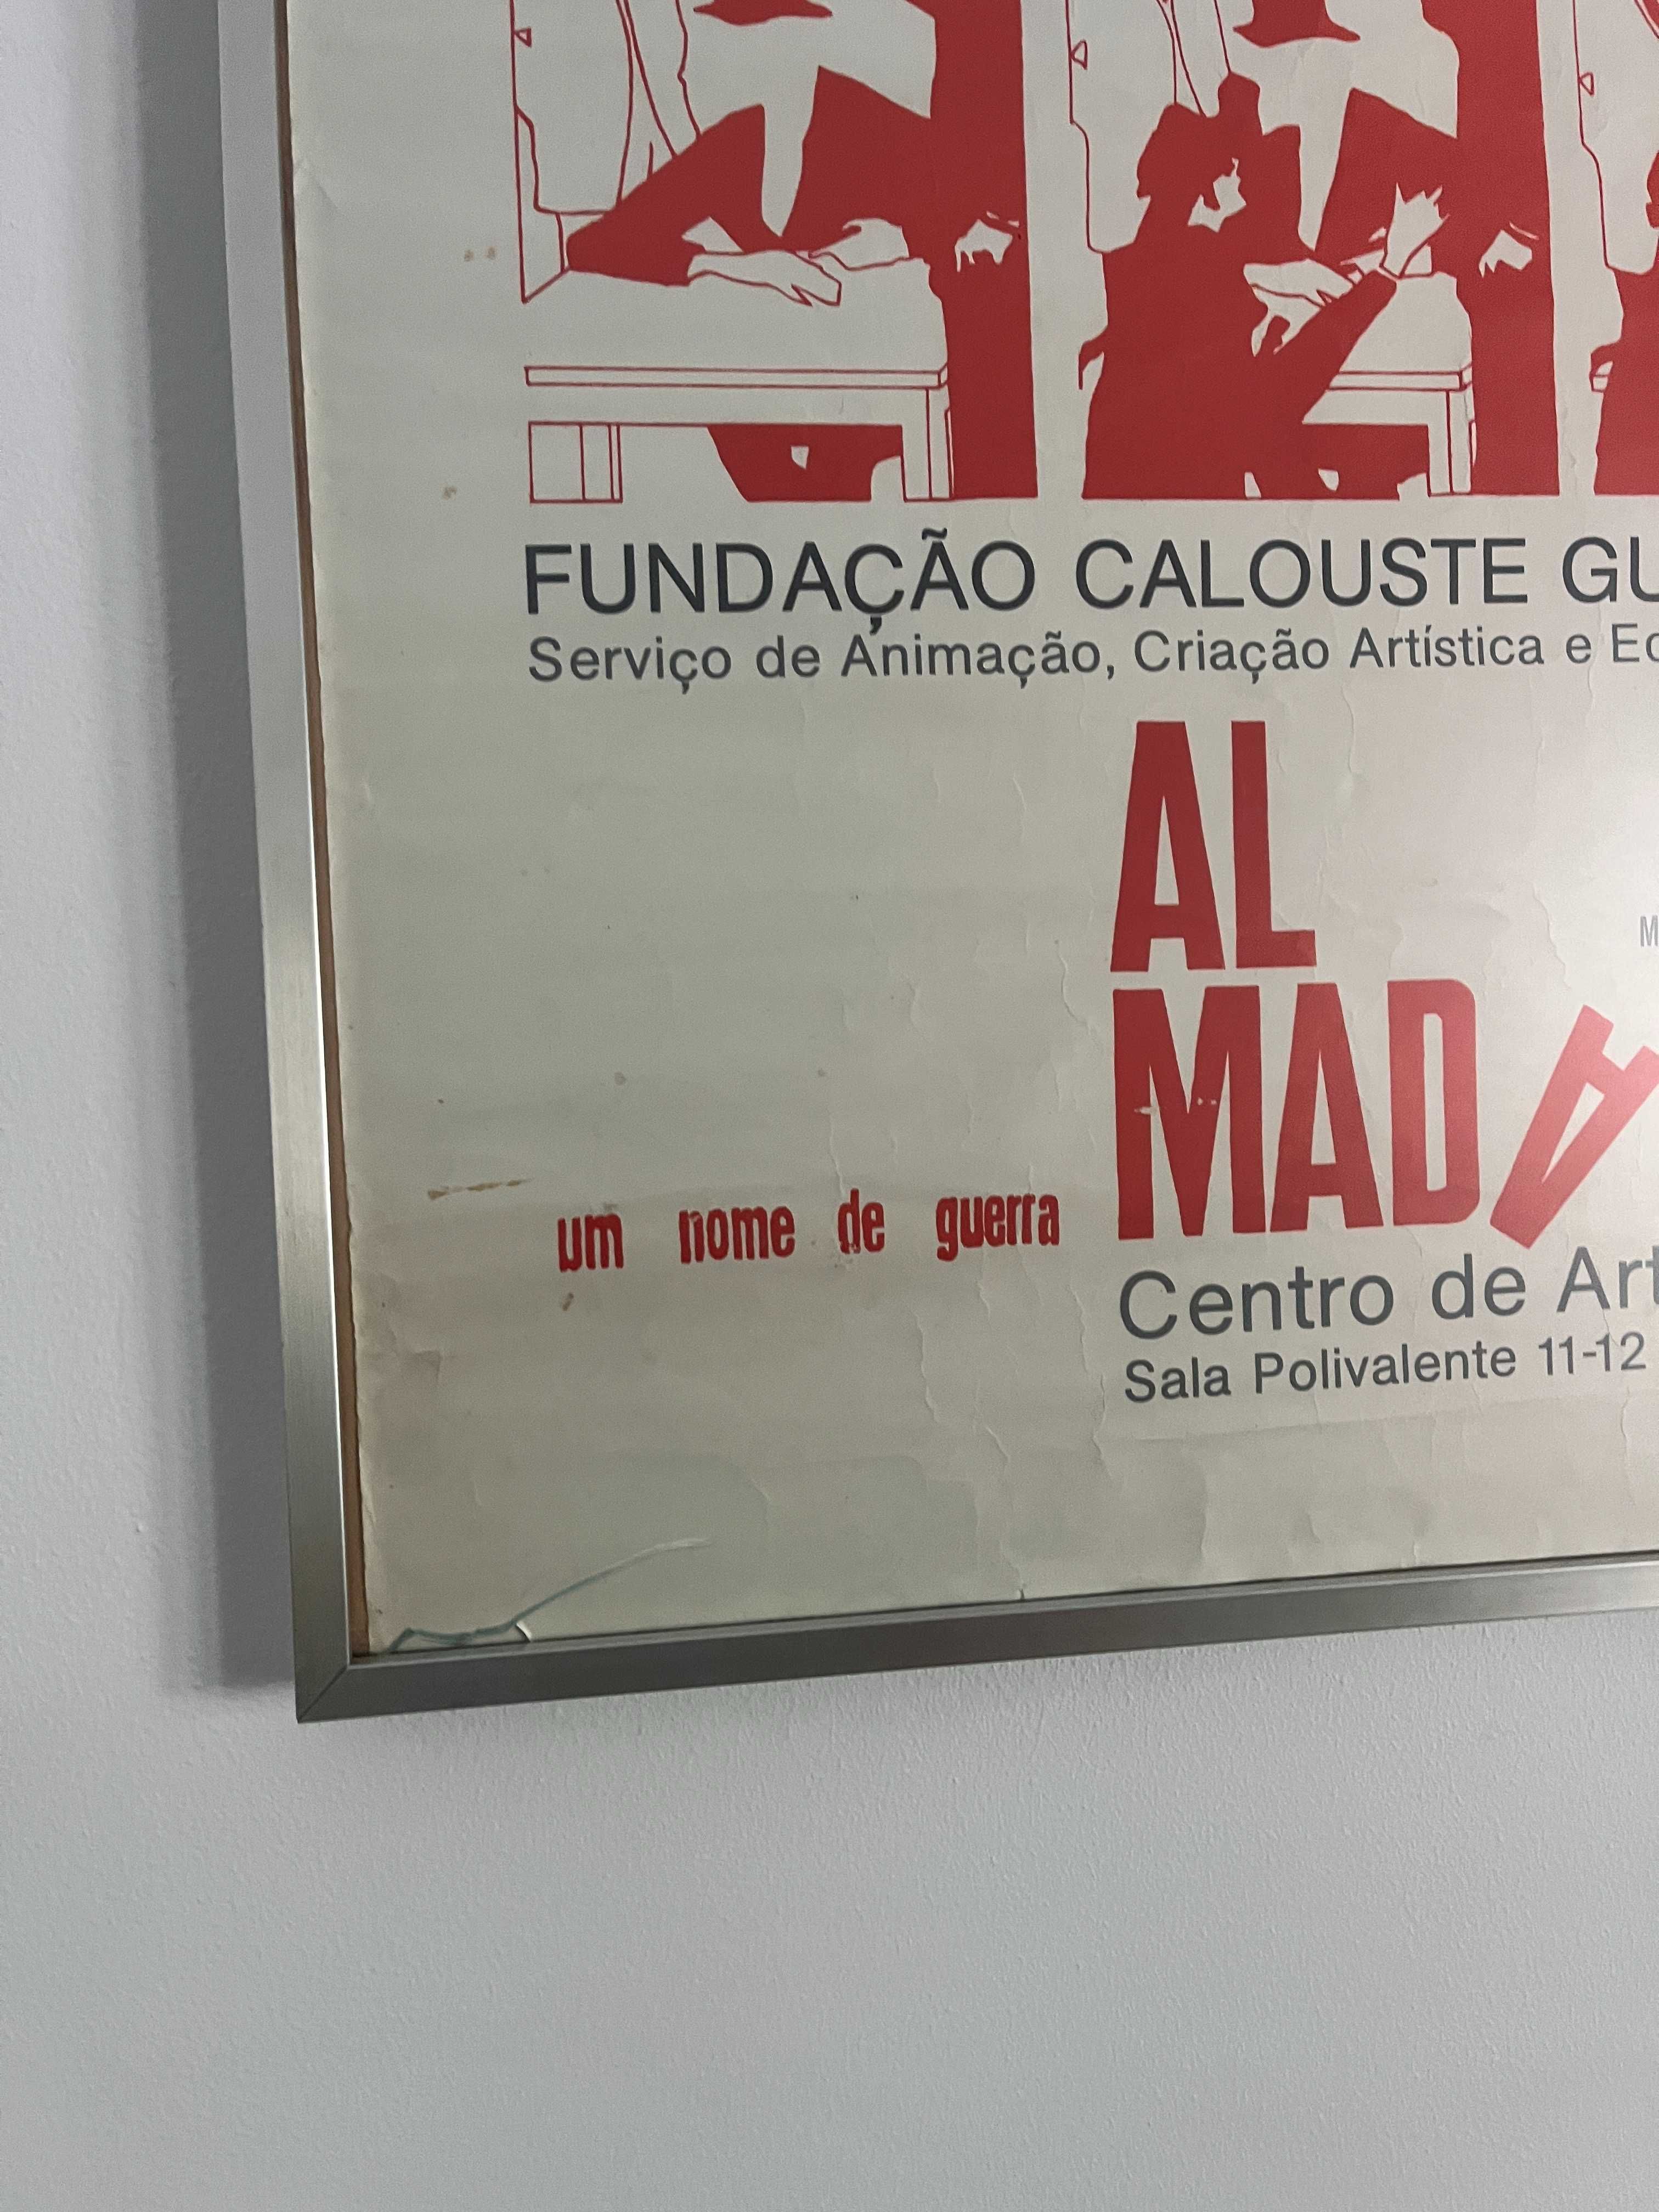 FUNDAÇÃO CALOUSTE GU
Serviço de Animação, Criação Artística e Ed
AL
M
MADA
um nome de guerra
Centro de Art
Sala Polivalente 11-12